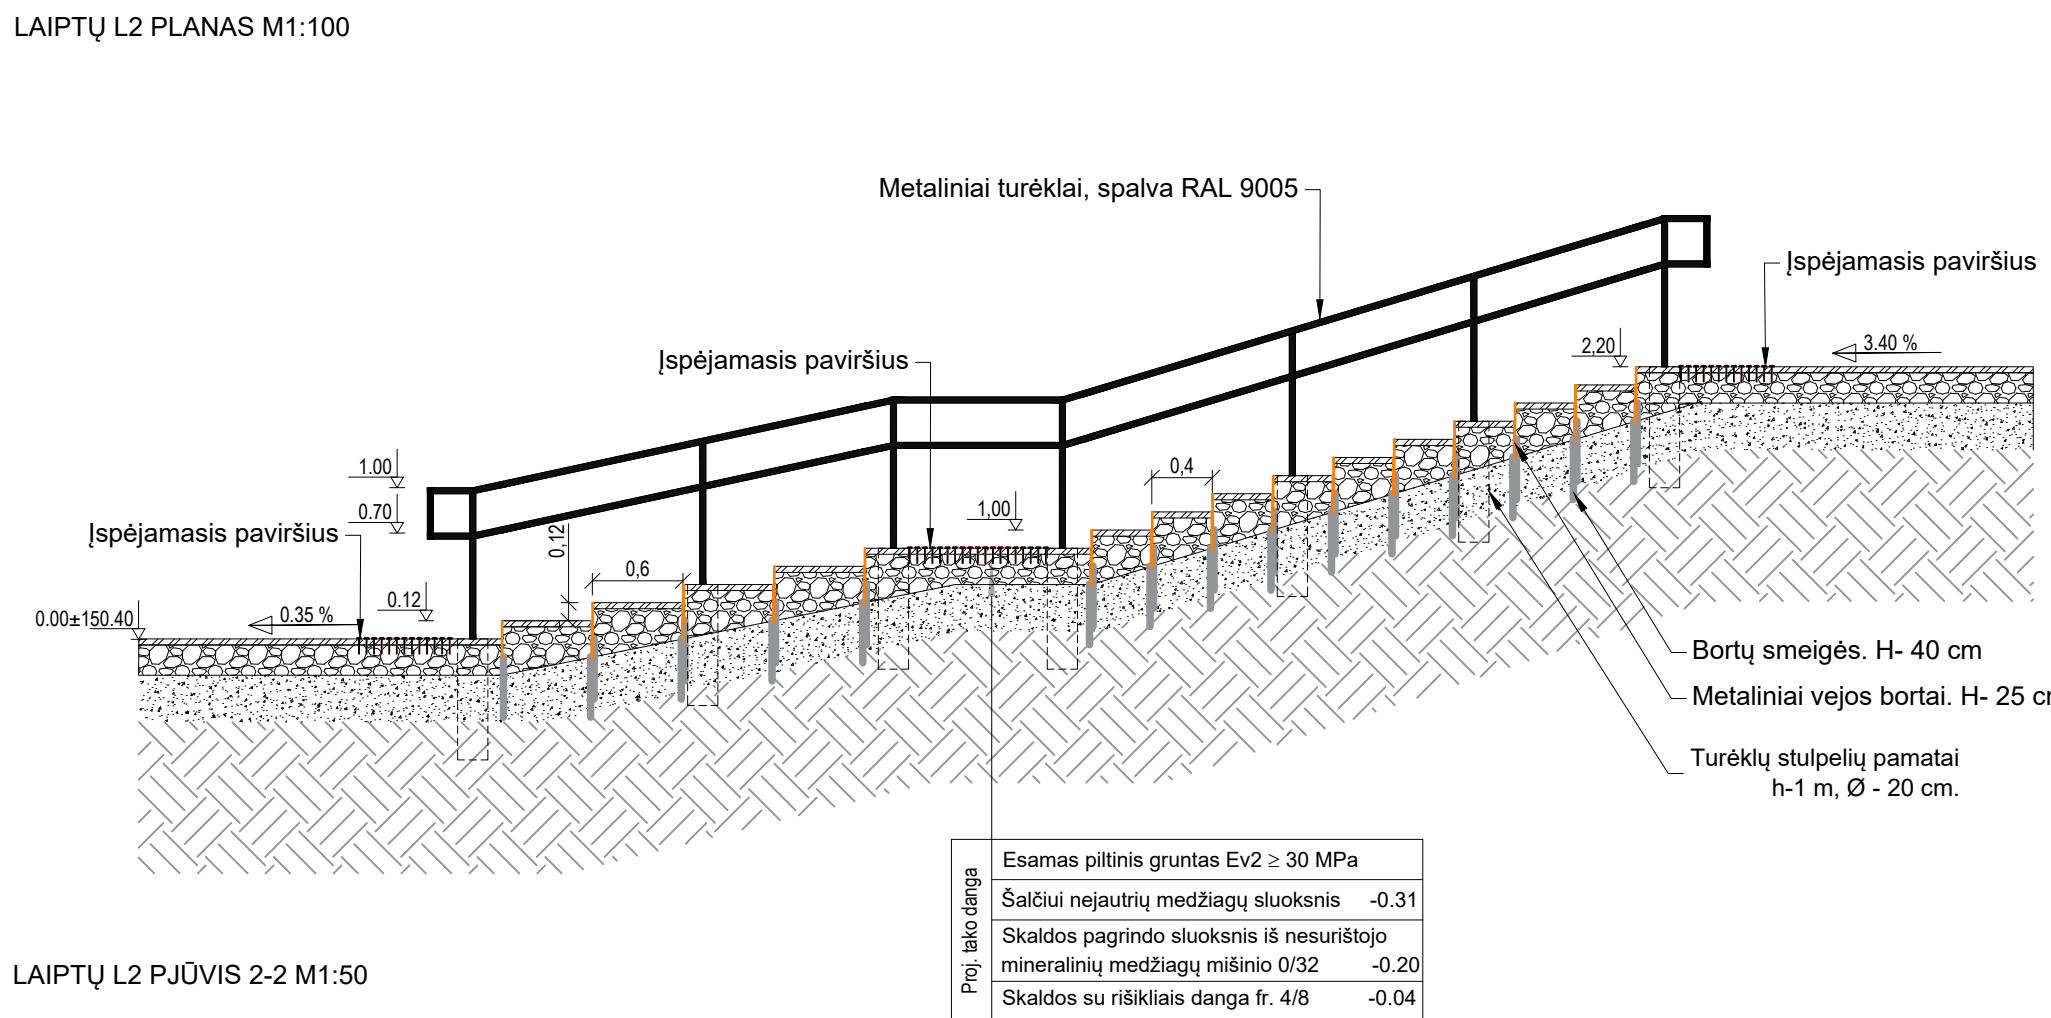 LAIPTŲ L2 PLANAS M1:100
Metaliniai turėklai, spalva RAL 9005
Įspėjamasis paviršius
2,20
3.40 %
Įspėjamasis paviršius
1.00
0.70
0,4
1,00
Įspėjamasis paviršius
0,12
0,6
0.12
0.00±150.40
0.35 %
Bortų smeigės. H- 40 cm
Metaliniai vejos bortai. H- 25 cm
Turėklų stulpelių pamatai
h-1 m, Ø - 20 cm.
Proj. tako danga
Esamas piltinis gruntas Ev2 ≥ 30 MPa
Šalčiui nejautrių medžiagų sluoksnis -0.31
Skaldos pagrindo sluoksnis iš nesurištojo
mineralinių medžiagų mišinio 0/32 -0.20
Skaldos su rišikliais danga fr. 4/8 -0.04
LAIPTŲ L2 PJŪVIS 2-2 M1:50